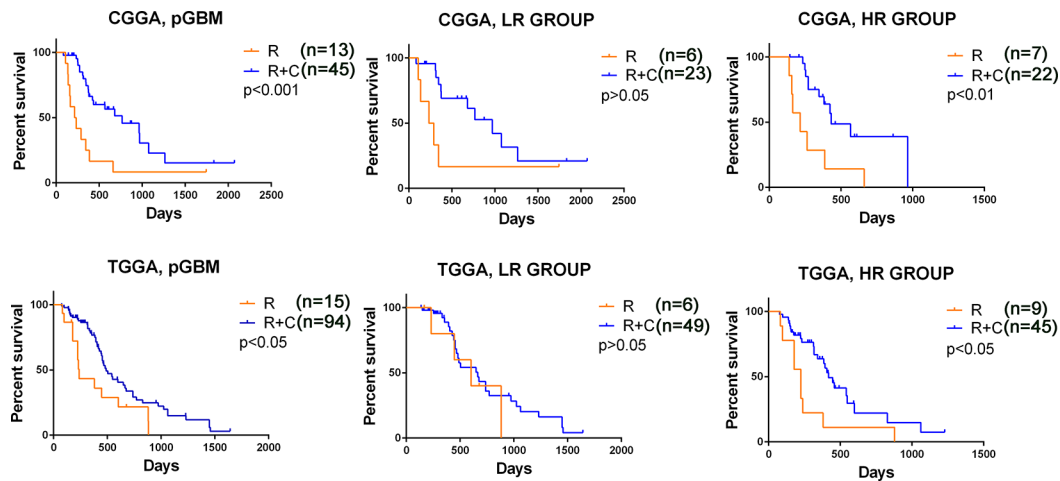 CGGA, pGBM
Percent survival
100
50
0
0 500 1000 1500 2000 2500
Days
R (n=13)
R+C (n=45)
p<0.001
CGGA, LR GROUP
Percent survival
100
50
0
0 500 1000 1500 2000 2500
Days
R (n=6)
R+C (n=23)
p>0.05
CGGA, HR GROUP
Percent survival
100
50
0
0 500 1000 1500
Days
R (n=7)
R+C (n=22)
p<0.01
TGGA, pGBM
Percent survival
100
50
0
0 500 1000 1500 2000
Days
R (n=15)
R+C (n=94)
p<0.05
TGGA, LR GROUP
Percent survival
100
50
0
0 500 1000 1500 2000
Days
R (n=6)
R+C (n=49)
p>0.05
TGGA, HR GROUP
Percent survival
100
50
0
0 500 1000 1500
Days
R (n=9)
R+C (n=45)
p<0.05